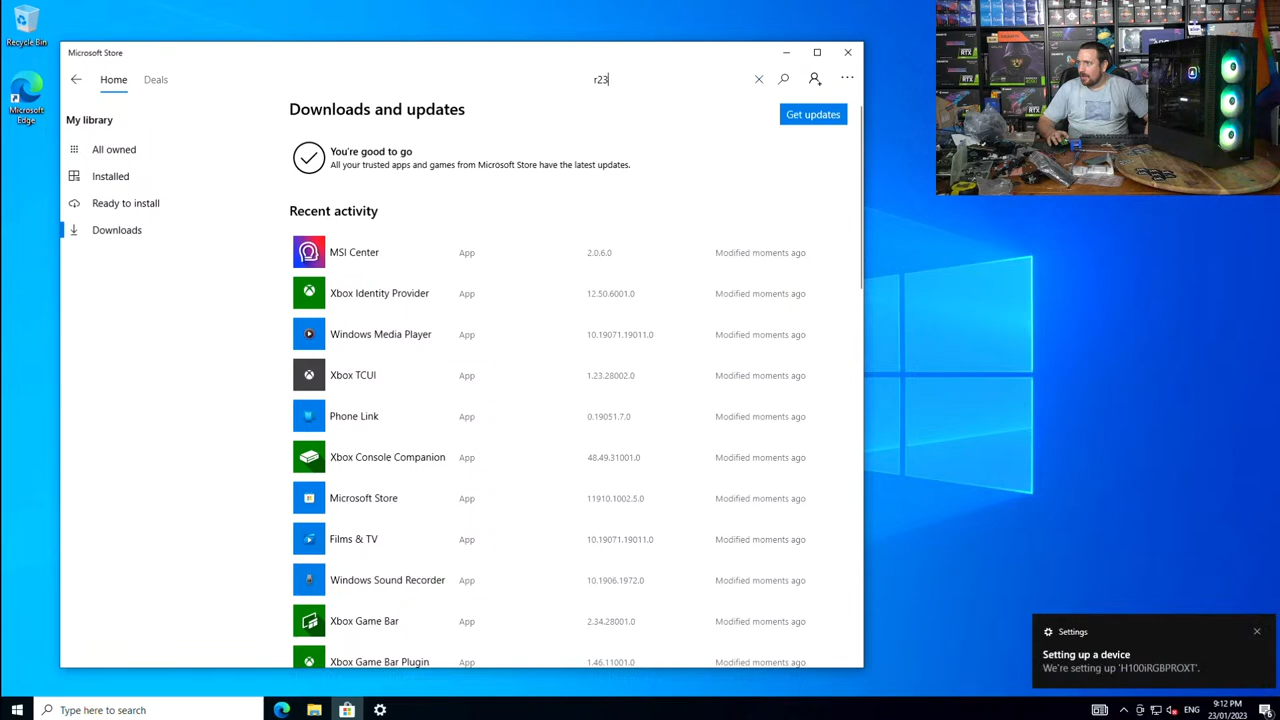 Recycle Bin
Microsoft Edge
Microsoft Store
Home
Deals
r23
My library
All owned
Installed
Ready to install
Downloads
Downloads and updates
Get updates
You're good to go
All your trusted apps and games from Microsoft Store have the latest updates.
Recent activity
MSI Center App 2.0.6.0 Modified moments ago
Xbox Identity Provider App 12.50.6001.0 Modified moments ago
Windows Media Player App 10.19071.19011.0 Modified moments ago
Xbox TCUI App 1.23.28002.0 Modified moments ago
Phone Link App 0.19051.7.0 Modified moments ago
Xbox Console Companion App 48.49.31001.0 Modified moments ago
Microsoft Store App 11910.1002.5.0 Modified moments ago
Films & TV App 10.19071.19011.0 Modified moments ago
Windows Sound Recorder App 10.1906.1972.0 Modified moments ago
Xbox Game Bar App 2.34.28001.0 Modified moments ago
Xbox Game Bar Plugin App 1.46.11001.0 Modified moments ago
Settings
Setting up a device
We're setting up 'H100iRGBPROXT'.
Type here to search
ENG
9:12 PM
23/01/2023